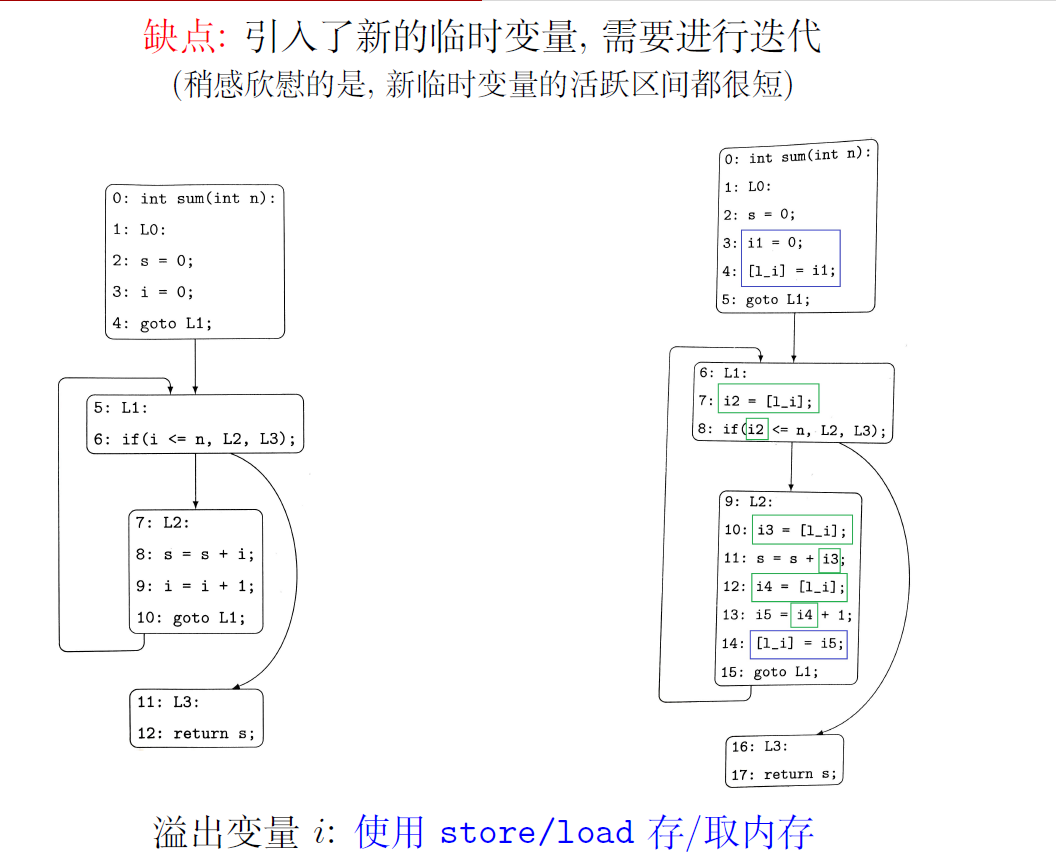 缺点: 引入了新的临时变量, 需要进行迭代
(稍感欣慰的是, 新临时变量的活跃区间都很短)
0: int sum(int n):
1: L0:
2: s = 0;
3: i = 0;
4: goto L1;
5: L1:
6: if(i <= n, L2, L3);
7: L2:
8: s = s + i;
9: i = i + 1;
10: goto L1;
11: L3:
12: return s;
0: int sum(int n):
1: L0:
2: s = 0;
3: i1 = 0;
4: [l_i] = i1;
5: goto L1;
6: L1:
7: i2 = [l_i];
8: if(i2 <= n, L2, L3);
9: L2:
10: i3 = [l_i];
11: s = s + i3;
12: i4 = [l_i];
13: i5 = i4 + 1;
14: [l_i] = i5;
15: goto L1;
16: L3:
17: return s;
溢出变量 i: 使用 store/load 存/取内存